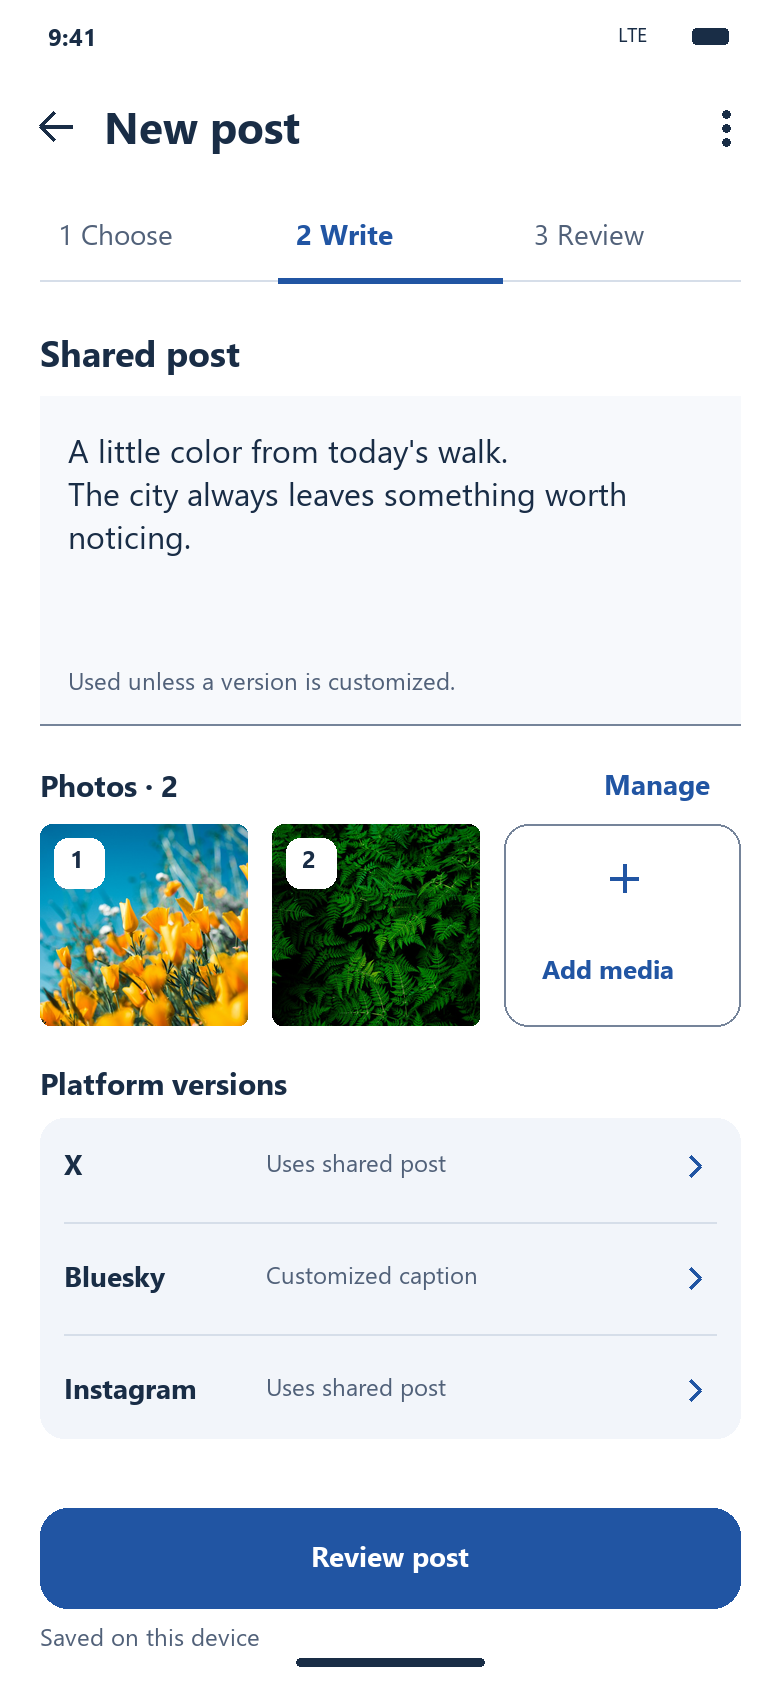 9:41
LTE
New post
1 Choose
2 Write
3 Review
Shared post
A little color from today's walk.
The city always leaves something worth
noticing.
Used unless a version is customized.
Photos · 2
Manage
1
2
Add media
Platform versions
X
Uses shared post
Bluesky
Customized caption
Instagram
Uses shared post
Review post
Saved on this device